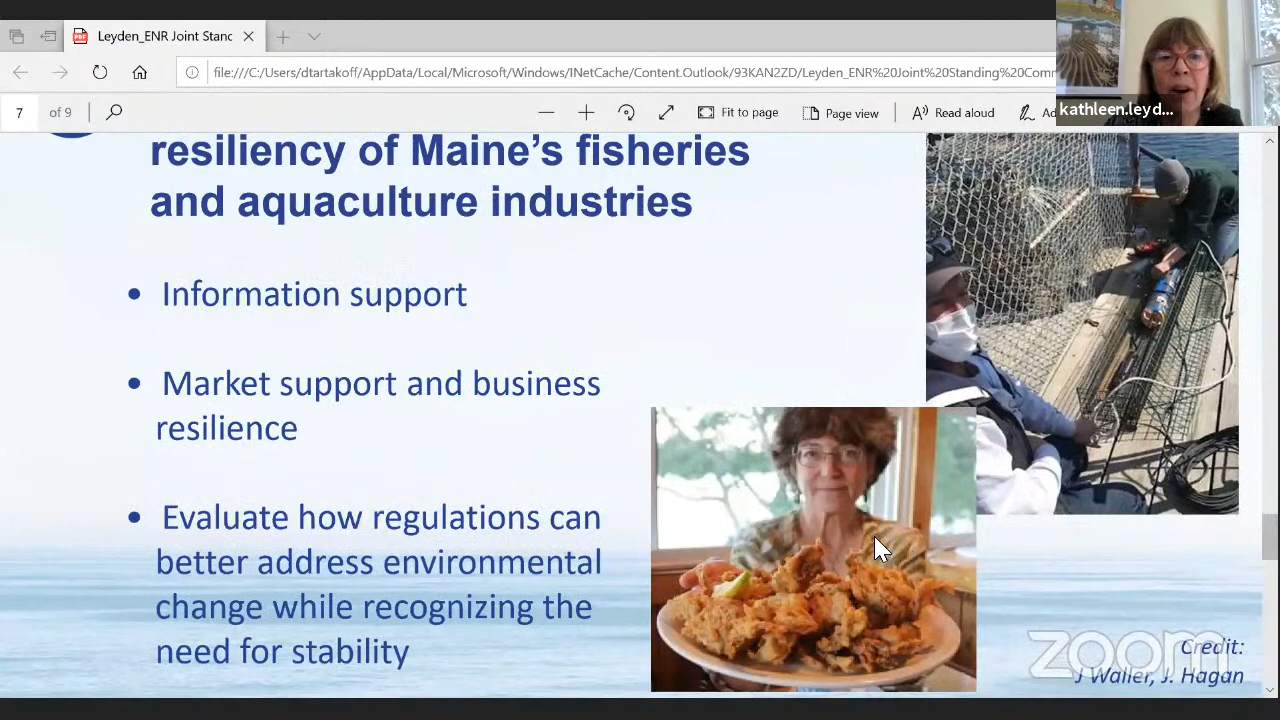 Leyden_ENR Joint Stanc
file:///C:/Users/dtartakoff/AppData/Local/Microsoft/Windows/INetCache/Content.Outlook/93KAN2ZD/Leyden_ENR%20Joint%20Standing%20Com
kathleen.leyd...
7 of 9
Fit to page
Page view
Read aloud
resiliency of Maine's fisheries
and aquaculture industries
• Information support
• Market support and business
resilience
• Evaluate how regulations can
better address environmental
change while recognizing the
need for stability
zoom
Credit:
J Waller, J. Hagan